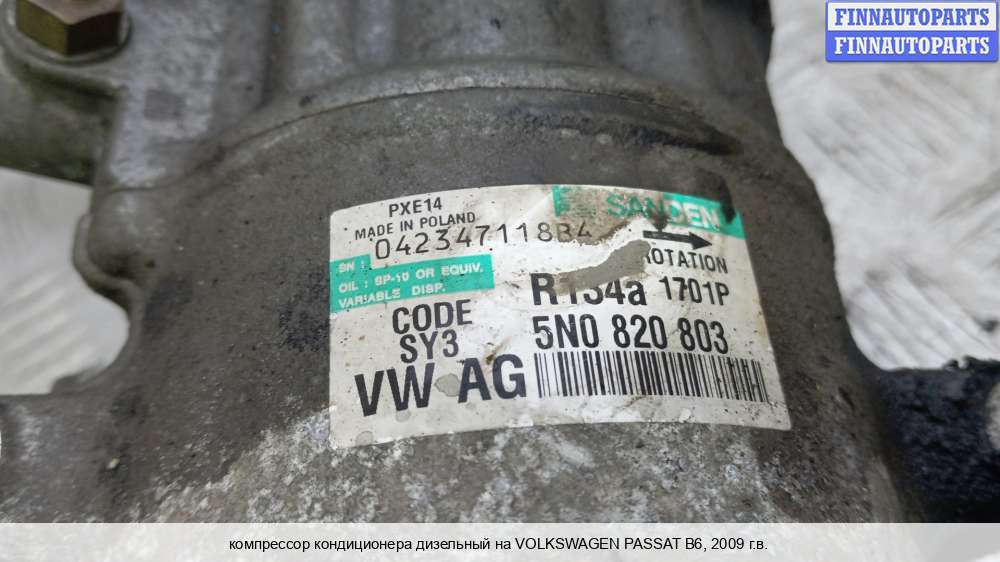 FINNAUTOPARTS
FINNAUTOPARTS
PXE14
MADE IN POLAND
SANDEN
SN :
042347118B4
ROTATION
OIL : SP-10 OR EQUIV.
VARIABLE DISP.
R134a 1701P
CODE
SY3
5N0 820 803
VW AG
компрессор кондиционера дизельный на VOLKSWAGEN PASSAT B6, 2009 г.в.